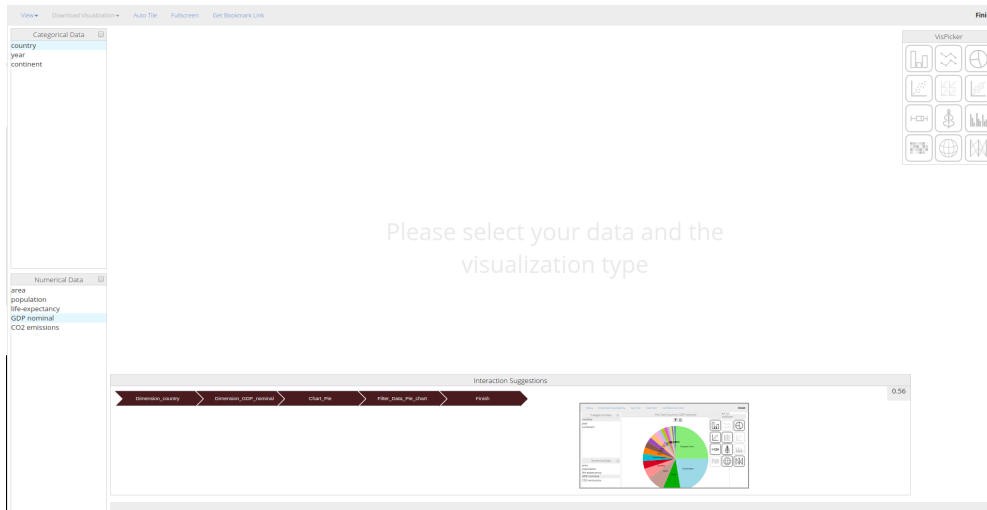 View Download Visualization Auto Tile Fullscreen Get Bookmark Link
Categorical Data
country
year
continent
VisPicker
Please select your data and the
visualization type
Numerical Data
area
population
life-expectancy
GDP nominal
CO2 emissions
Interaction Suggestions
Dimension_country Dimension_GDP_nominal Chart_Pie Filter_Data_Pie_chart Finish
0.56